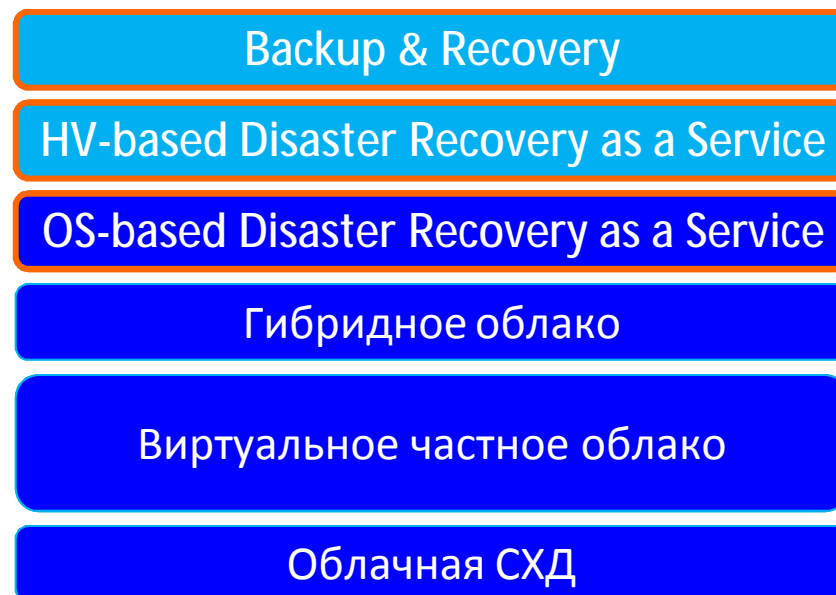 Backup & Recovery
HV-based Disaster Recovery as a Service
OS-based Disaster Recovery as a Service
Гибридное облако
Виртуальное частное облако
Облачная СХД